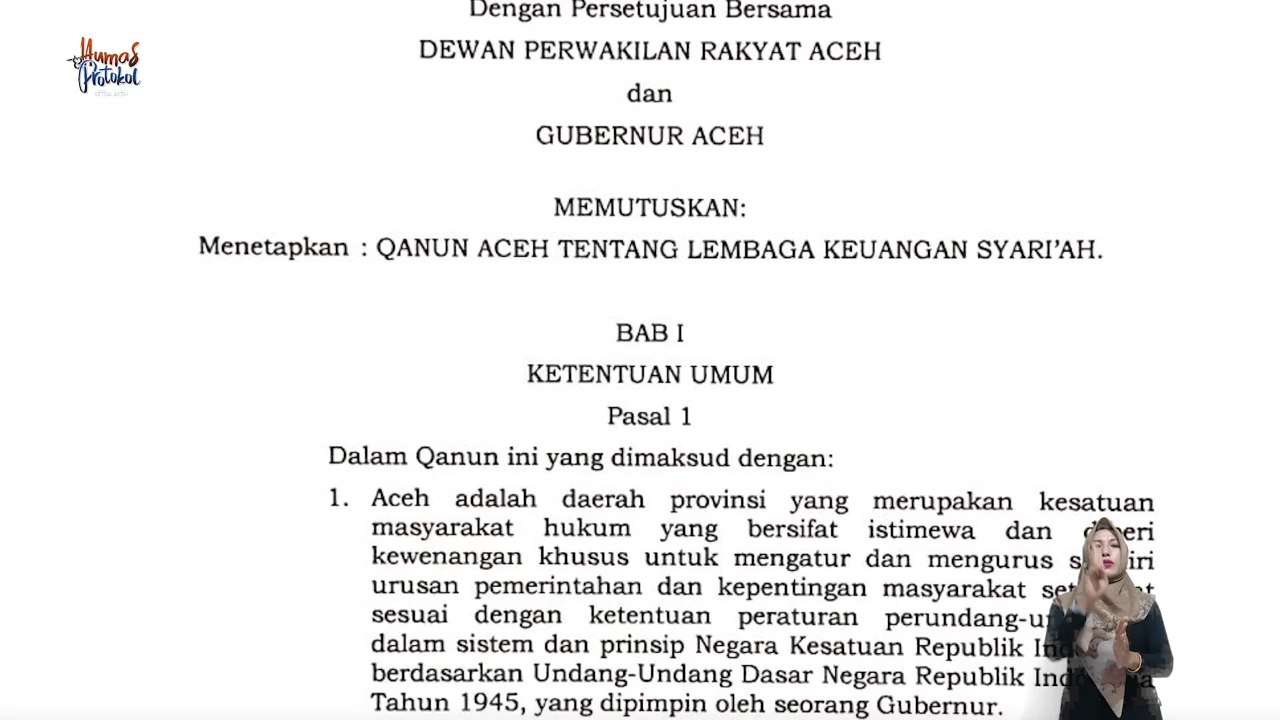 Humas
Protokol
SETDA ACEH
Dengan Persetujuan Bersama
DEWAN PERWAKILAN RAKYAT ACEH
dan
GUBERNUR ACEH
MEMUTUSKAN:
Menetapkan : QANUN ACEH TENTANG LEMBAGA KEUANGAN SYARI'AH.
BAB I
KETENTUAN UMUM
Pasal 1
Dalam Qanun ini yang dimaksud dengan:
1. Aceh adalah daerah provinsi yang merupakan kesatuan
masyarakat hukum yang bersifat istimewa dan
kewenangan khusus untuk mengatur dan mengurus
urusan pemerintahan dan kepentingan masyarakat
sesuai dengan ketentuan peraturan
dalam sistem dan prinsip Negara Kesatuan Republik
berdasarkan Undang-Undang Dasar Negara Republik
Tahun 1945, yang dipimpin oleh seorang Gubernur.